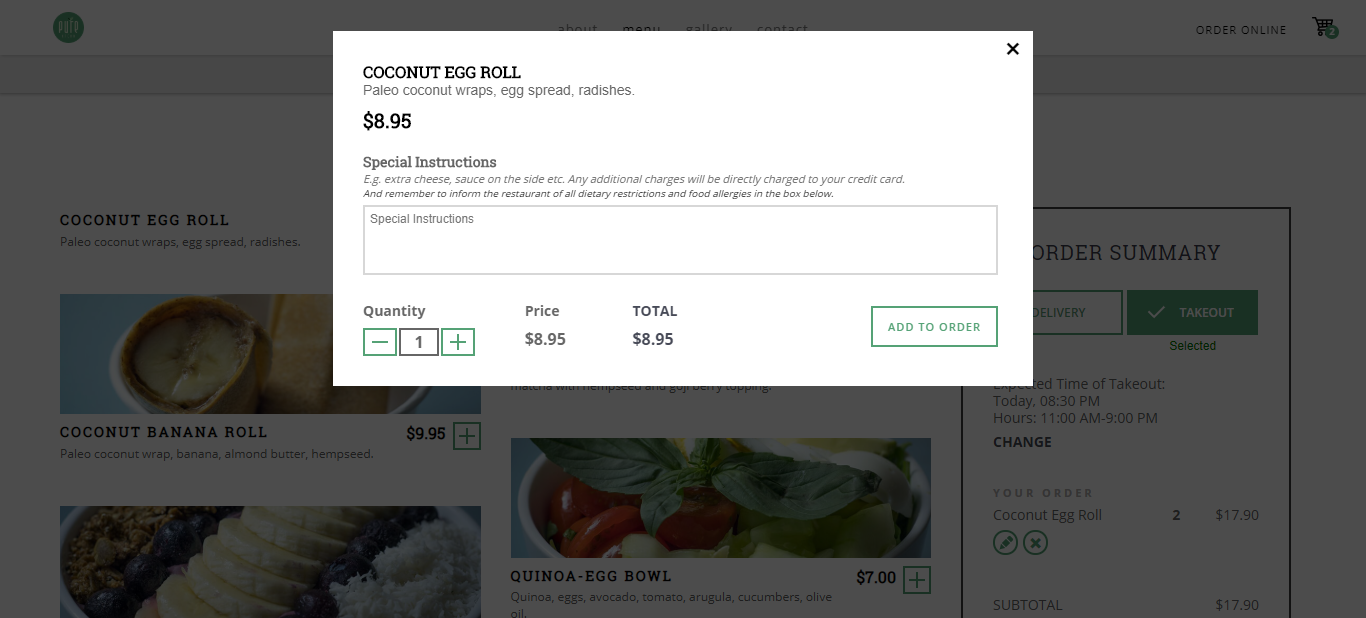 pure
about menu gallery contact
ORDER ONLINE
2
COCONUT EGG ROLL
Paleo coconut wraps, egg spread, radishes.
$8.95
Special Instructions
E.g. extra cheese, sauce on the side etc. Any additional charges will be directly charged to your credit card.
And remember to inform the restaurant of all dietary restrictions and food allergies in the box below.
Special Instructions
Quantity
1
Price
$8.95
TOTAL
$8.95
ADD TO ORDER
COCONUT EGG ROLL
Paleo coconut wraps, egg spread, radishes.
COCONUT BANANA ROLL
$9.95
Paleo coconut wrap, banana, almond butter, hempseed.
matcha with hempseed and goji berry topping.
QUINOA-EGG BOWL
$7.00
Quinoa, eggs, avocado, tomato, arugula, cucumbers, olive
oil.
ORDER SUMMARY
DELIVERY
TAKEOUT
Selected
Expected Time of Takeout:
Today, 08:30 PM
Hours: 11:00 AM-9:00 PM
CHANGE
YOUR ORDER
Coconut Egg Roll 2 $17.90
SUBTOTAL $17.90